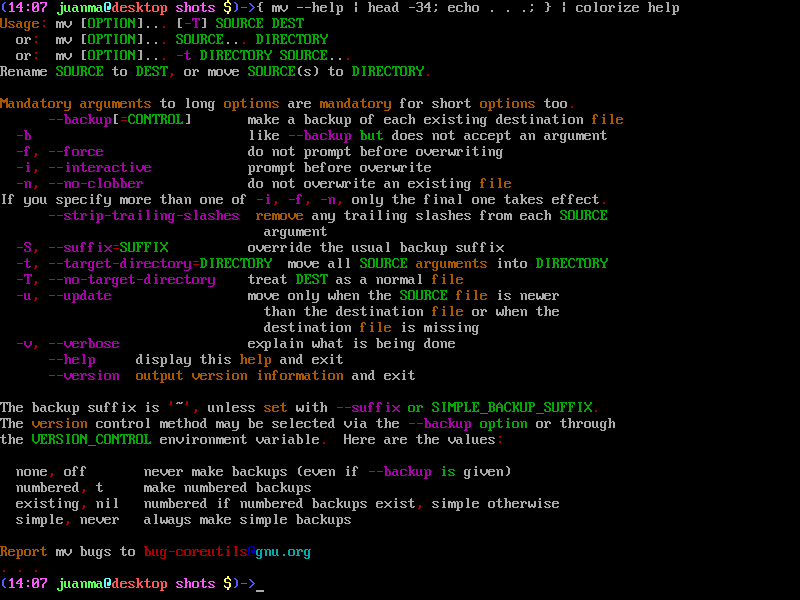 (14:07 juanma@desktop shots $)->{ mv --help | head -34; echo . . .; } | colorize help
Usage: mv [OPTION]... [-T] SOURCE DEST
  or:  mv [OPTION]... SOURCE... DIRECTORY
  or:  mv [OPTION]... -t DIRECTORY SOURCE...
Rename SOURCE to DEST, or move SOURCE(s) to DIRECTORY.

Mandatory arguments to long options are mandatory for short options too.
      --backup[=CONTROL]       make a backup of each existing destination file
  -b                           like --backup but does not accept an argument
  -f, --force                  do not prompt before overwriting
  -i, --interactive            prompt before overwrite
  -n, --no-clobber             do not overwrite an existing file
If you specify more than one of -i, -f, -n, only the final one takes effect.
      --strip-trailing-slashes  remove any trailing slashes from each SOURCE
                                 argument
  -S, --suffix=SUFFIX          override the usual backup suffix
  -t, --target-directory=DIRECTORY  move all SOURCE arguments into DIRECTORY
  -T, --no-target-directory    treat DEST as a normal file
  -u, --update                 move only when the SOURCE file is newer
                                 than the destination file or when the
                                 destination file is missing
  -v, --verbose                explain what is being done
      --help     display this help and exit
      --version  output version information and exit

The backup suffix is '~', unless set with --suffix or SIMPLE_BACKUP_SUFFIX.
The version control method may be selected via the --backup option or through
the VERSION_CONTROL environment variable.  Here are the values:

  none, off       never make backups (even if --backup is given)
  numbered, t     make numbered backups
  existing, nil   numbered if numbered backups exist, simple otherwise
  simple, never   always make simple backups

Report mv bugs to bug-coreutils@gnu.org
. . .
(14:07 juanma@desktop shots $)->_